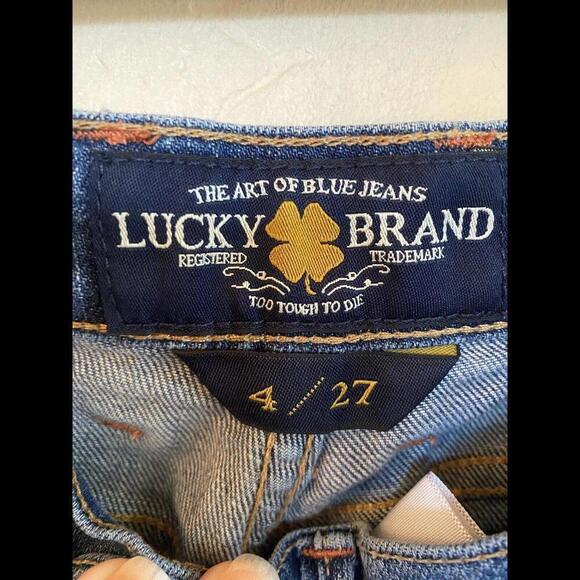 THE ART OF BLUE JEANS
LUCKY BRAND
REGISTERED TRADEMARK
TOO TOUGH TO DIE
4 / 27